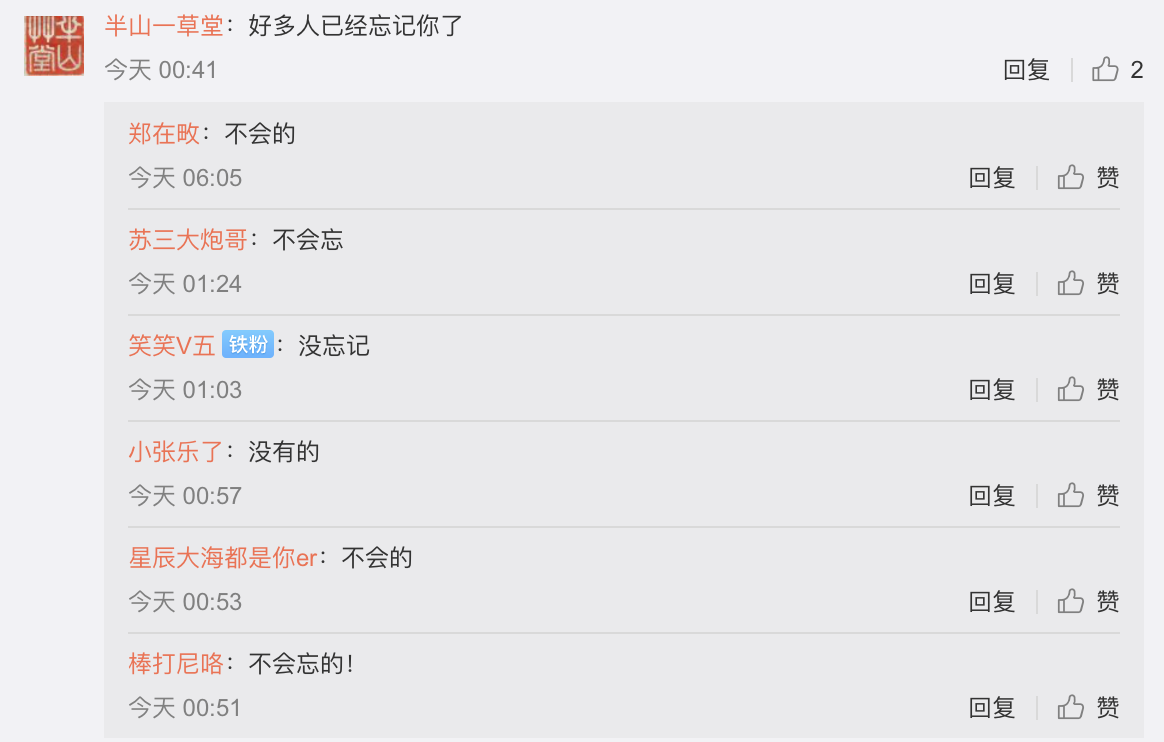 半山一草堂：好多人已经忘记你了
今天 00:41
回复 2
郑在畋：不会的
今天 06:05
回复 赞
苏三大炮哥：不会忘
今天 01:24
回复 赞
笑笑V五 铁粉：没忘记
今天 01:03
回复 赞
小张乐了：没有的
今天 00:57
回复 赞
星辰大海都是你er：不会的
今天 00:53
回复 赞
棒打尼咯：不会忘的！
今天 00:51
回复 赞